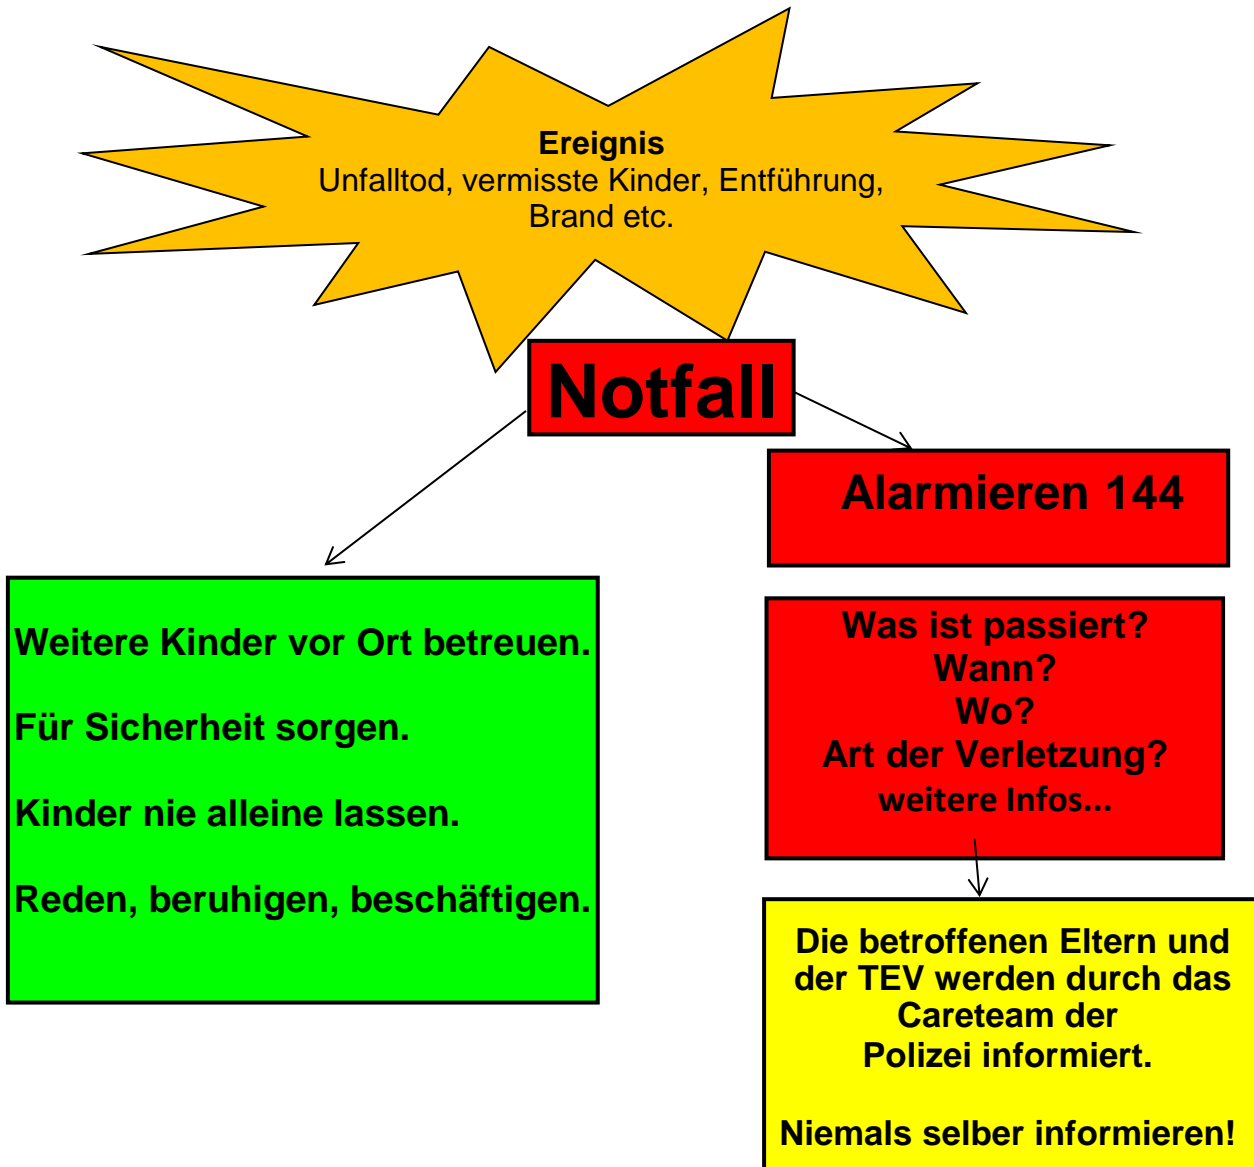 Ereignis
Unfalltod, vermisste Kinder, Entführung,
Brand etc.
Notfall
Alarmieren 144
Weitere Kinder vor Ort betreuen.
Für Sicherheit sorgen.
Kinder nie alleine lassen.
Reden, beruhigen, beschäftigen.
Was ist passiert?
Wann?
Wo?
Art der Verletzung?
weitere Infos...
Die betroffenen Eltern und
der TEV werden durch das
Careteam der
Polizei informiert.
Niemals selber informieren!